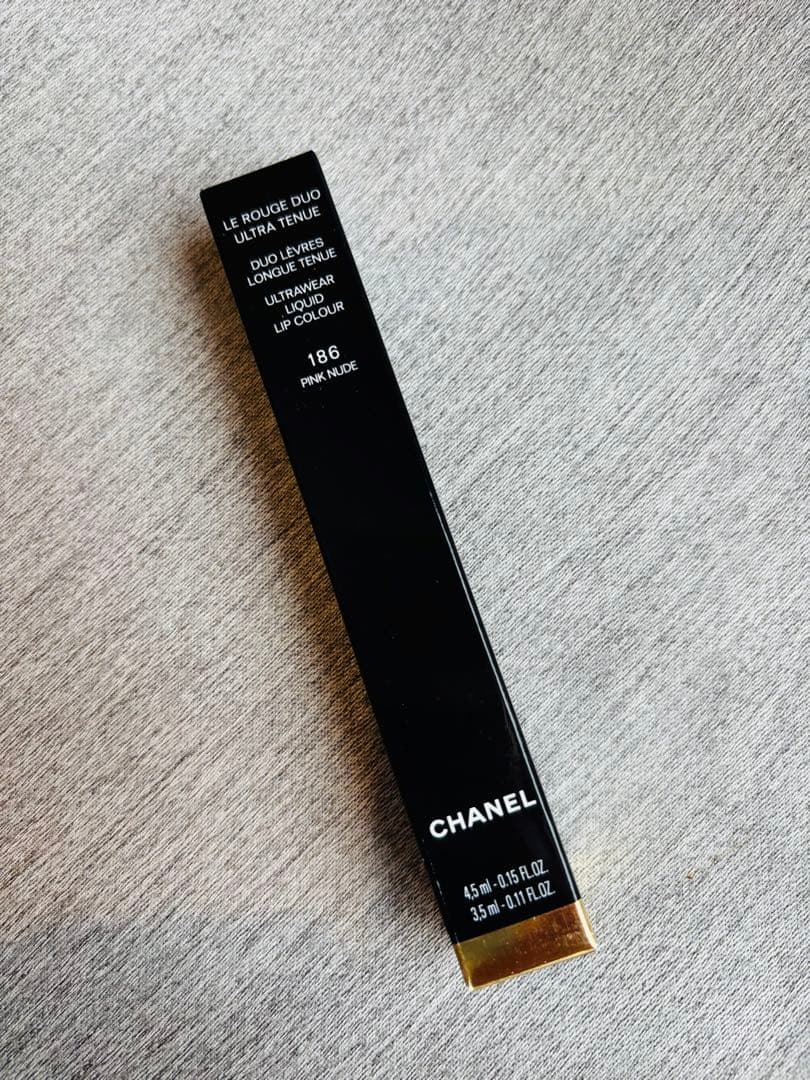 LE ROUGE DUO
ULTRA TENUE
DUO LÈVRES
LONGUE TENUE
ULTRAWEAR
LIQUID
LIP COLOUR
186
PINK NUDE
CHANEL
4,5 ml - 0.15 FL.OZ.
3,5 ml - 0.11 FL.OZ.